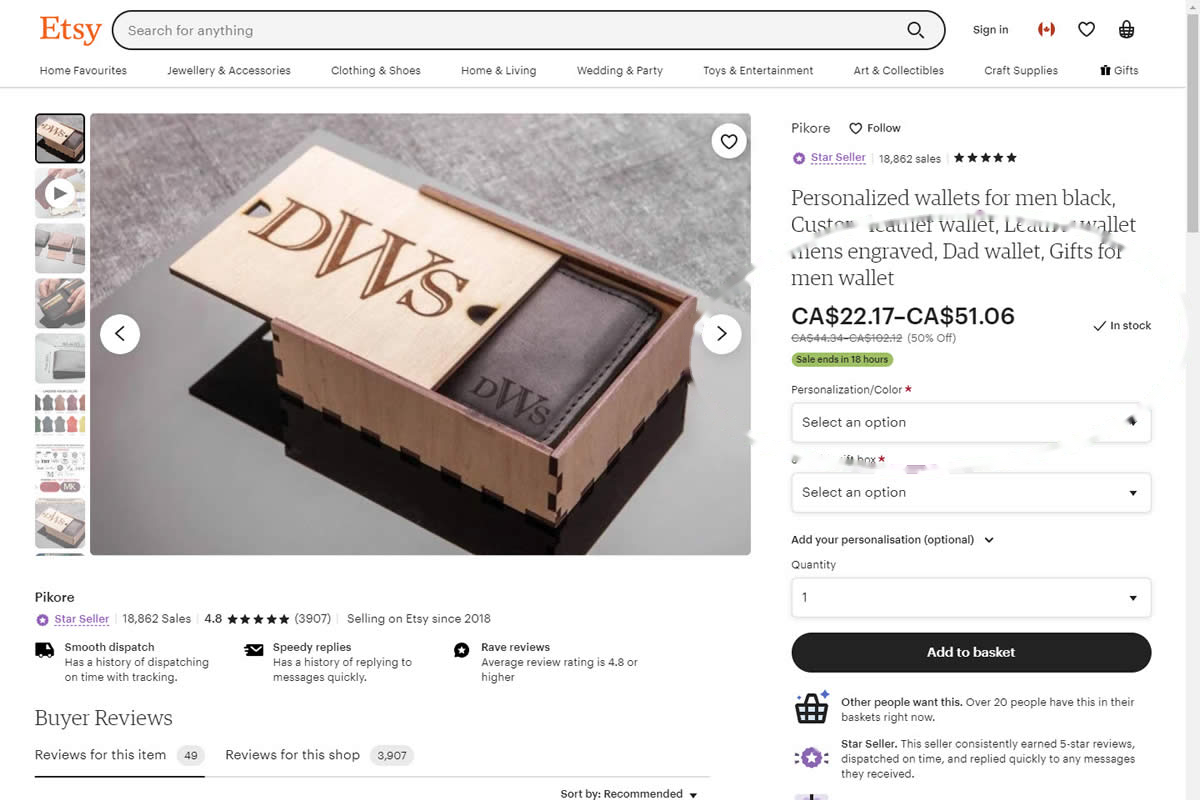 Etsy
Search for anything
Sign in
Home Favourites
Jewellery & Accessories
Clothing & Shoes
Home & Living
Wedding & Party
Toys & Entertainment
Art & Collectibles
Craft Supplies
Gifts
DWS
DWS
Pikore
Follow
Star Seller
18,862 sales
Personalized wallets for men black,
wallet, wallet
mens engraved, Dad wallet, Gifts for
men wallet
CA$22.17–CA$51.06
CA$44.34–CA$102.12 (50% Off)
In stock
Sale ends in 18 hours
Personalization/Color *
Select an option
box *
Select an option
Add your personalisation (optional)
Quantity
1
Add to basket
Other people want this. Over 20 people have this in their
baskets right now.
Star Seller. This seller consistently earned 5-star reviews,
dispatched on time, and replied quickly to any messages
they received.
Pikore
Star Seller
18,862 Sales
4.8 ★★★★★ (3907)
Selling on Etsy since 2018
Smooth dispatch
Has a history of dispatching
on time with tracking.
Speedy replies
Has a history of replying to
messages quickly.
Rave reviews
Average review rating is 4.8 or
higher
Buyer Reviews
Reviews for this item 49
Reviews for this shop 3,907
Sort by: Recommended